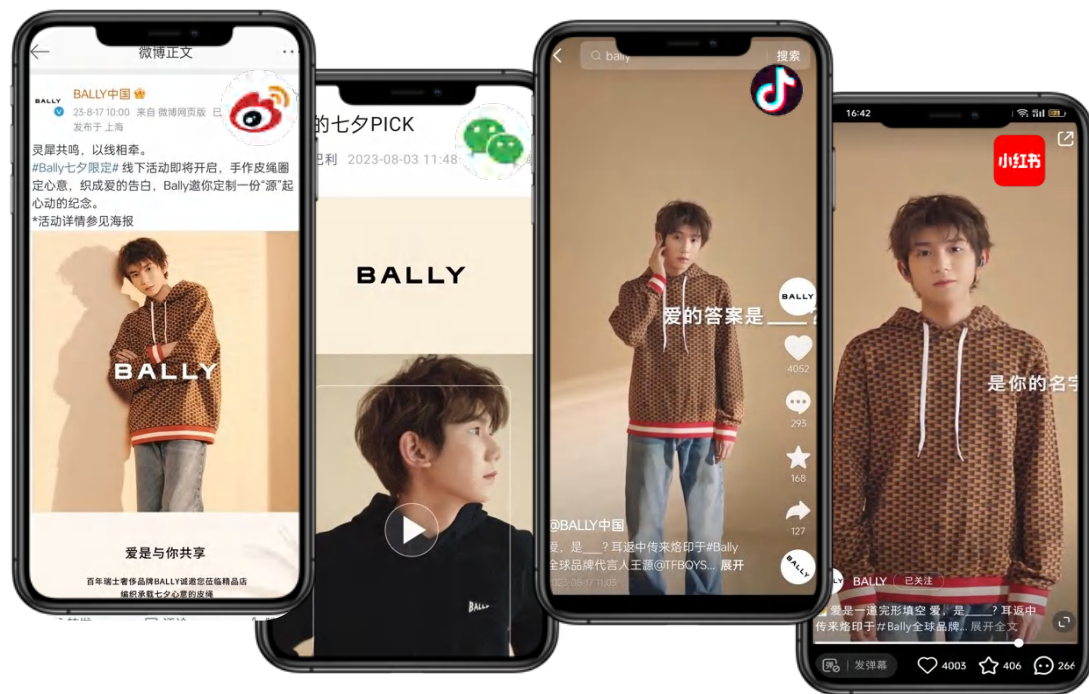 微博正文
BALLY
BALLY中国
23-8-17 10:00 来自 微博网页版 已
发布于 上海
灵犀共鸣，以线相牵。
#Bally七夕限定# 线下活动即将开启，手作皮绳圈
定心意，织成爱的告白，Bally邀你定制一份“源”起
心动的纪念。
*活动详情参见海报
BALLY
爱是与你共享
百年瑞士奢侈品牌BALLY诚邀您莅临精品店
编织承载七夕心意的皮绳
的七夕PICK
巴利 2023-08-03 11:48
BALLY
BALLY
bally
搜索
爱的答案是____?
BALLY
4052
293
168
127
@BALLY中国
爱，是___? 耳返中传来烙印于#Bally
全球品牌代言人王源@TFBOYS... 展开
2023-08-17 11:03
BALLY
16:42
小红书
是你的名字
BALLY 已关注
爱是一道完形填空 爱，是____? 耳返中
传来烙印于#Bally全球品牌... 展开全文
发弹幕
4003
406
266